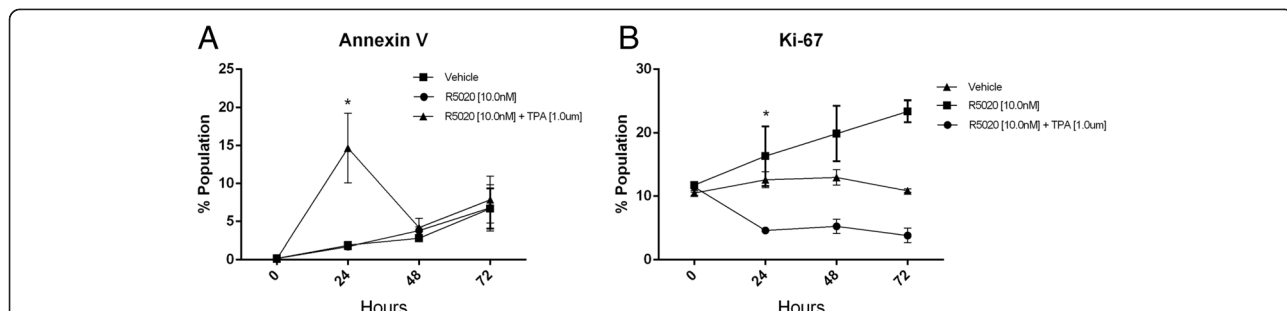 A
Annexin V
25
20
15
10
5
0
% Population
*
Vehicle
R5020 [10.0nM]
R5020 [10.0nM] + TPA [1.0um]
0
24
48
72
Hours
B
Ki-67
30
20
10
0
% Population
*
Vehicle
R5020 [10.0nM]
R5020 [10.0nM] + TPA [1.0um]
0
24
48
72
Hours